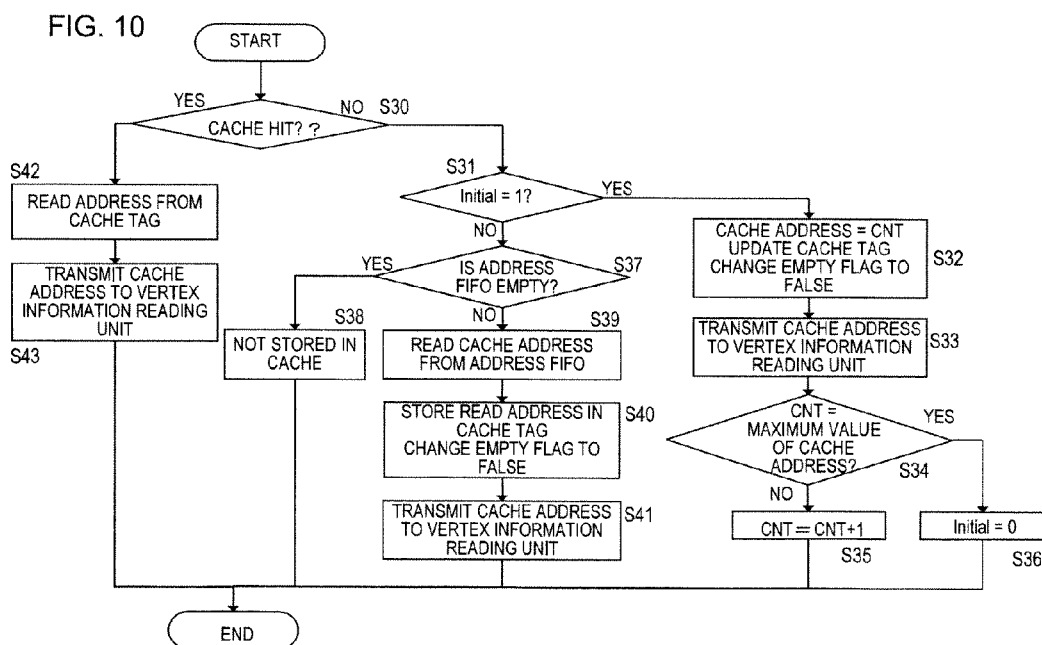 FIG. 10
START
YES
NO
S30
CACHE HIT? ?
S42
READ ADDRESS FROM
CACHE TAG
TRANSMIT CACHE
ADDRESS TO VERTEX
INFORMATION READING
UNIT
S43
S31
Initial = 1?
YES
NO
CACHE ADDRESS = CNT
UPDATE CACHE TAG
CHANGE EMPTY FLAG TO
FALSE
S32
YES
IS ADDRESS
FIFO EMPTY?
S37
NO
S38
NOT STORED IN
CACHE
S39
READ CACHE ADDRESS
FROM ADDRESS FIFO
TRANSMIT CACHE ADDRESS
TO VERTEX INFORMATION
READING UNIT
S33
STORE READ ADDRESS IN
CACHE TAG
CHANGE EMPTY FLAG TO
FALSE
S40
CNT =
MAXIMUM VALUE
OF CACHE
ADDRESS?
YES
S34
NO
TRANSMIT CACHE ADDRESS
TO VERTEX INFORMATION
READING UNIT
S41
CNT = CNT+1
S35
Initial = 0
S36
END